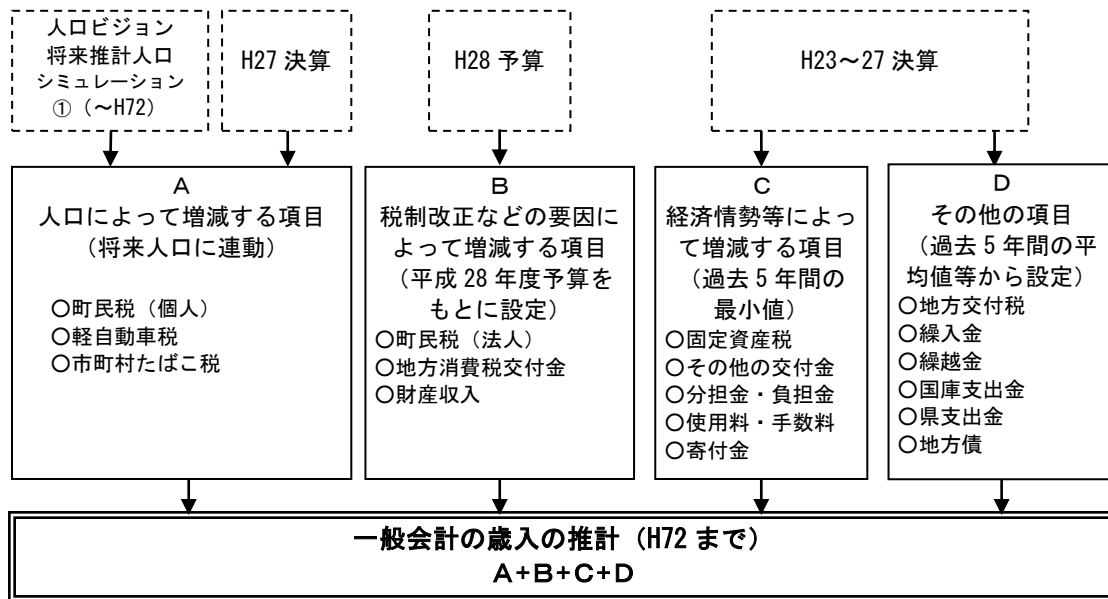 人口ビジョン
将来推計人口
シミュレーション
①（～H72）
H27 決算
H28 予算
H23～27 決算
A
人口によって増減する項目
（将来人口に連動）
○町民税（個人）
○軽自動車税
○市町村たばこ税
B
税制改正などの要因に
よって増減する項目
（平成 28 年度予算を
もとに設定）
○町民税（法人）
○地方消費税交付金
○財産収入
C
経済情勢等によっ
て増減する項目
（過去 5 年間の
最小値）
○固定資産税
○その他の交付金
○分担金・負担金
○使用料・手数料
○寄付金
D
その他の項目
（過去 5 年間の平
均値等から設定）
○地方交付税
○繰入金
○繰越金
○国庫支出金
○県支出金
○地方債
一般会計の歳入の推計（H72 まで）
A+B+C+D